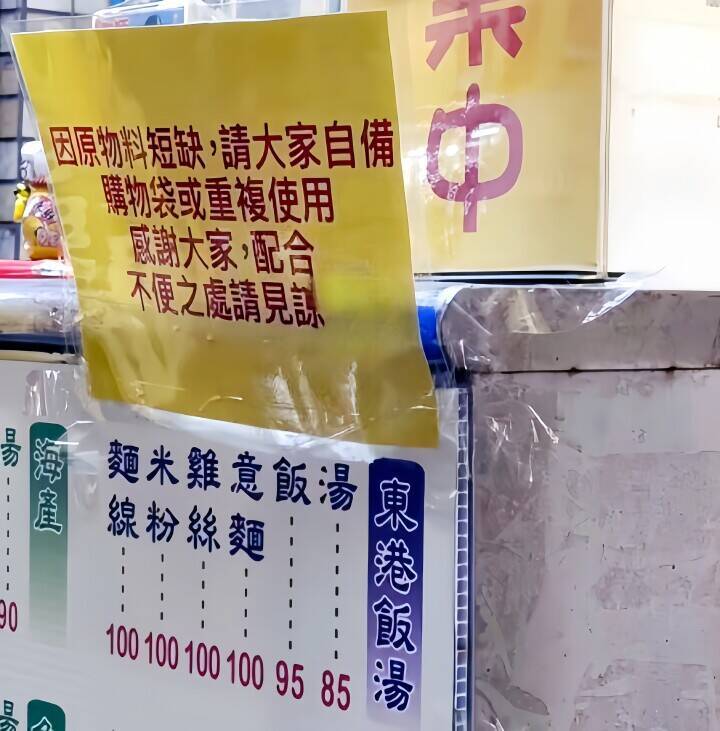 中
因原物料短缺，請大家自備
購物袋或重複使用
感謝大家，配合
不便之處請見諒
東港飯湯
湯 85
飯 95
意麵 100
雞絲 100
米粉 100
麵線 100
海產
湯
90